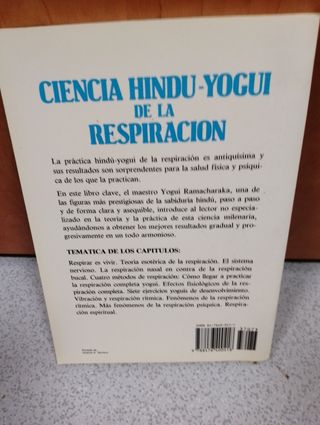 CIENCIA HINDU-YOGUI
DE LA
RESPIRACION
La práctica hindú-yogui de la respiración es antiquísima y
sus resultados son sorprendentes para la salud física y psíqui-
ca de los que la practican.
En este libro clave, el maestro Yogui Ramacharaka, una de
las figuras más prestigiosas de la sabiduría hindú, paso a paso
y de forma clara y asequible, introduce al lector no especia-
lizado en la teoría y la práctica de esta ciencia milenaria,
ayudándonos a obtener los mejores resultados gradual y pro-
gresivamente en un todo armonioso.
TEMATICA DE LOS CAPITULOS:
Respirar es vivir. Teoría esotérica de la respiración. El sistema
nervioso. La respiración nasal en contra de la respiración
bucal. Cuatro métodos de respiración: Cómo llegar a practicar
la respiración completa yogui. Efectos fisiológicos de la res-
piración completa. Siete ejercicios yoguis de desenvolvimiento.
Vibración y respiración rítmica. Fenómenos de la respiración
rítmica. Más fenómenos de la respiración psíquica. Respira-
ción espiritual.